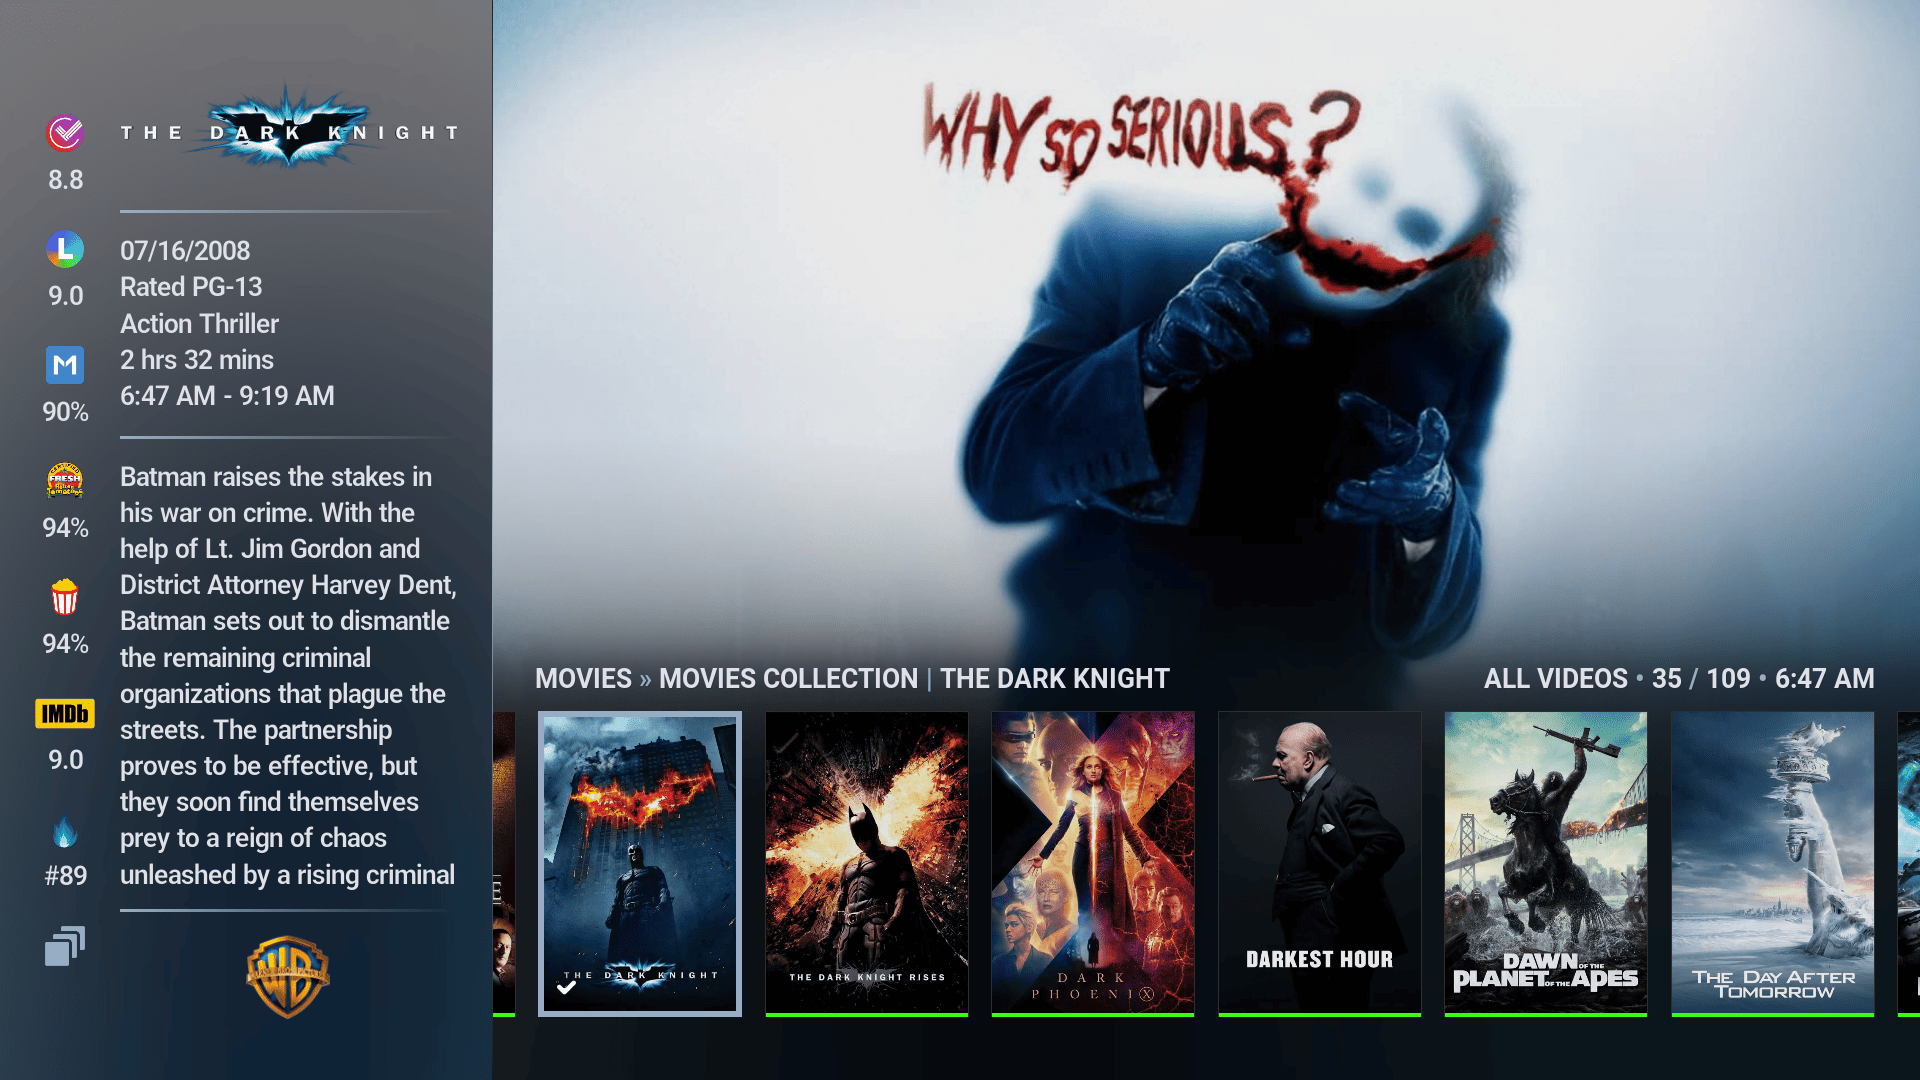 THE DARK KNIGHT
8.8
L
9.0
07/16/2008
Rated PG-13
Action Thriller
2 hrs 32 mins
6:47 AM - 9:19 AM
M
90%
FRESH
94%
94%
IMDb
9.0
#89
Batman raises the stakes in
his war on crime. With the
help of Lt. Jim Gordon and
District Attorney Harvey Dent,
Batman sets out to dismantle
the remaining criminal
organizations that plague the
streets. The partnership
proves to be effective, but
they soon find themselves
prey to a reign of chaos
unleashed by a rising criminal
WB
WHY SO SERIOUS?
MOVIES » MOVIES COLLECTION | THE DARK KNIGHT
ALL VIDEOS • 35 / 109 • 6:47 AM
E
THE DARK KNIGHT
THE DARK KNIGHT RISES
DARK
PHOENIX
DARKEST HOUR
DAWN OF THE
PLANET OF THE APES
THE DAY AFTER
TOMORROW